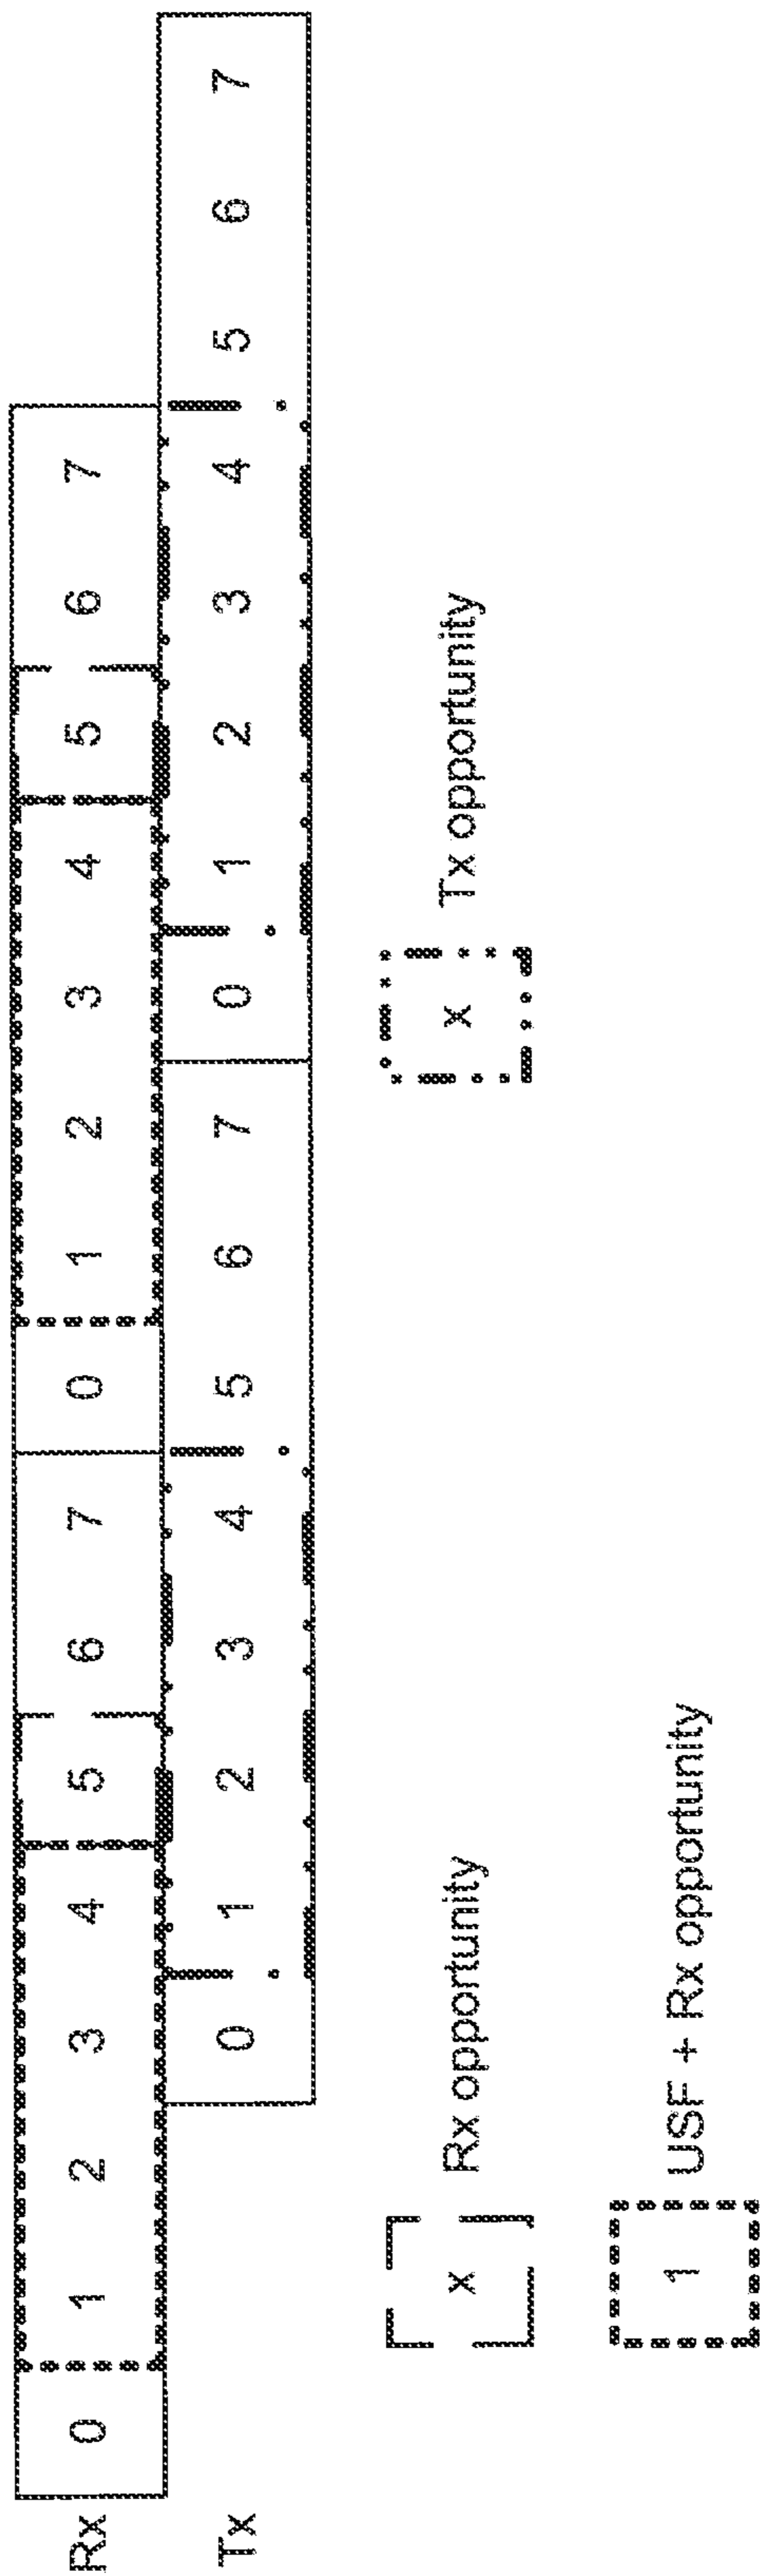 Rx 0 1 2 3 4 5 6 7 0 1 2 3 4 5 6 7
Tx 0 1 2 3 4 5 6 7 0 1 2 3 4 5 6 7
x Rx opportunity
x Tx opportunity
1 USF + Rx opportunity